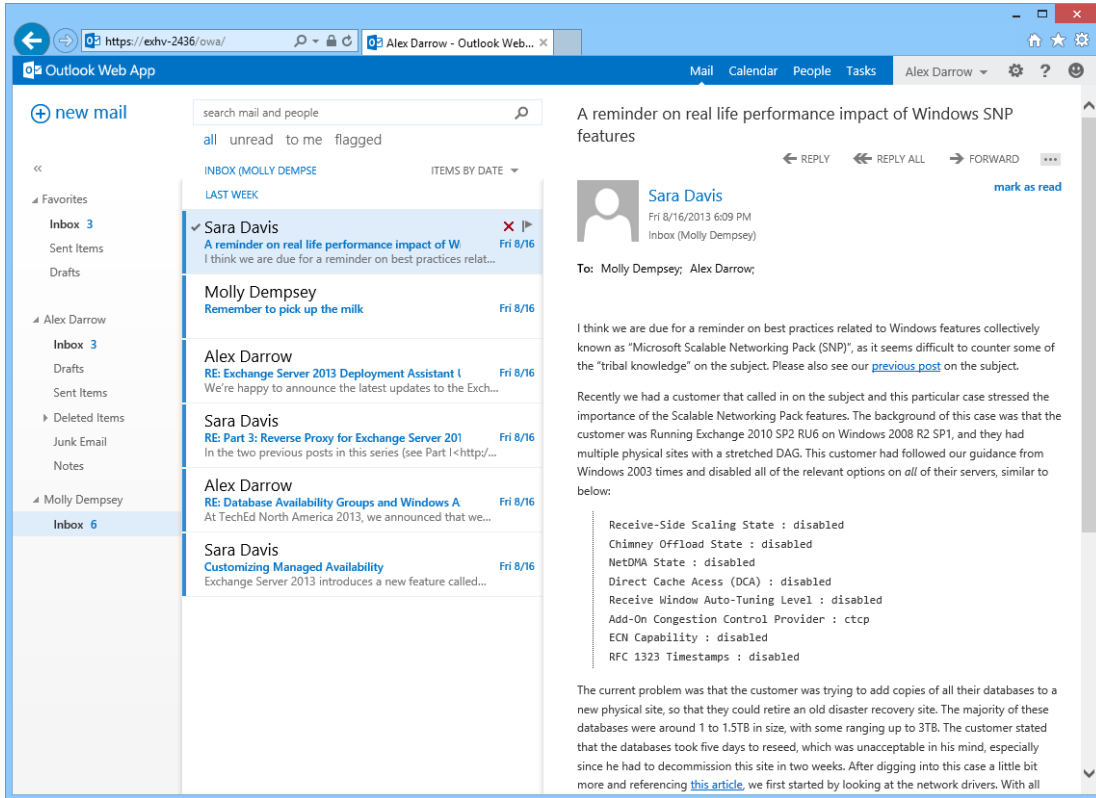 https://exhv-2436/owa/
Alex Darrow - Outlook Web...
Outlook Web App
Mail Calendar People Tasks Alex Darrow
new mail
search mail and people
all unread to me flagged
INBOX (MOLLY DEMPSE ITEMS BY DATE
LAST WEEK
Favorites
Inbox 3
Sent Items
Drafts
Alex Darrow
Inbox 3
Drafts
Sent Items
Deleted Items
Junk Email
Notes
Molly Dempsey
Inbox 6
Sara Davis
A reminder on real life performance impact of Wi Fri 8/16
I think we are due for a reminder on best practices relat...
Molly Dempsey
Remember to pick up the milk Fri 8/16
Alex Darrow
RE: Exchange Server 2013 Deployment Assistant Fri 8/16
We're happy to announce the latest updates to the Exch...
Sara Davis
RE: Part 3: Reverse Proxy for Exchange Server 201 Fri 8/16
In the two previous posts in this series (see Part I<http:/...
Alex Darrow
RE: Database Availability Groups and Windows A Fri 8/16
At TechEd North America 2013, we announced that we...
Sara Davis
Customizing Managed Availability Fri 8/16
Exchange Server 2013 introduces a new feature called...
A reminder on real life performance impact of Windows SNP
features
REPLY REPLY ALL FORWARD ...
mark as read
Sara Davis
Fri 8/16/2013 6:09 PM
Inbox (Molly Dempsey)
To: Molly Dempsey; Alex Darrow;
I think we are due for a reminder on best practices related to Windows features collectively
known as “Microsoft Scalable Networking Pack (SNP)”, as it seems difficult to counter some of
the “tribal knowledge” on the subject. Please also see our previous post on the subject.
Recently we had a customer that called in on the subject and this particular case stressed the
importance of the Scalable Networking Pack features. The background of this case was that the
customer was Running Exchange 2010 SP2 RU6 on Windows 2008 R2 SP1, and they had
multiple physical sites with a stretched DAG. This customer had followed our guidance from
Windows 2003 times and disabled all of the relevant options on all of their servers, similar to
below:
Receive-Side Scaling State : disabled
Chimney Offload State : disabled
NetDMA State : disabled
Direct Cache Acess (DCA) : disabled
Receive Window Auto-Tuning Level : disabled
Add-On Congestion Control Provider : ctcp
ECN Capability : disabled
RFC 1323 Timestamps : disabled
The current problem was that the customer was trying to add copies of all their databases to a
new physical site, so that they could retire an old disaster recovery site. The majority of these
databases were around 1 to 1.5TB in size, with some ranging up to 3TB. The customer stated
that the databases took five days to reseed, which was unacceptable in his mind, especially
since he had to decommission this site in two weeks. After digging into this case a little bit
more and referencing this article, we first started by looking at the network drivers. With all